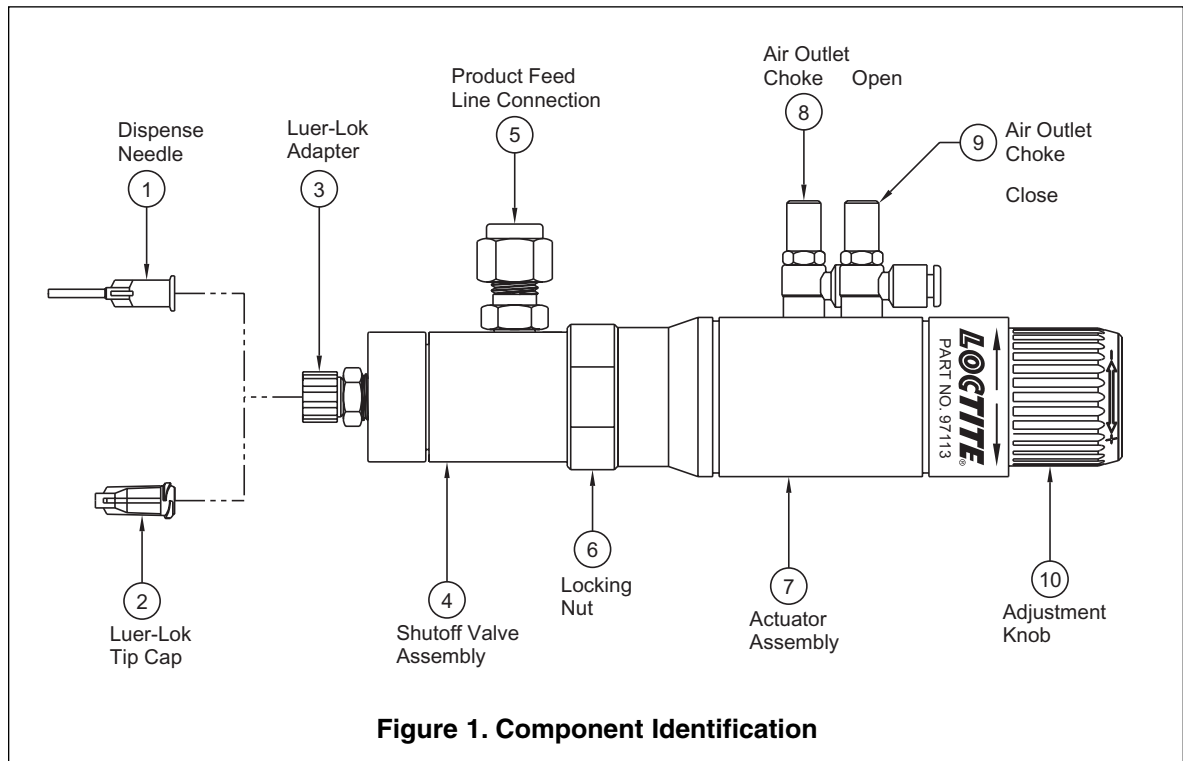 Air Outlet
Choke Open
8
Product Feed
Line Connection
5
9
Air Outlet
Choke
Close
Dispense
Needle
1
Luer-Lok
Adapter
3
LOCTITE®
PART NO. 97113
- +
2
Luer-Lok
Tip Cap
4
Shutoff Valve
Assembly
6
Locking
Nut
7
Actuator
Assembly
10
Adjustment
Knob
Figure 1. Component Identification